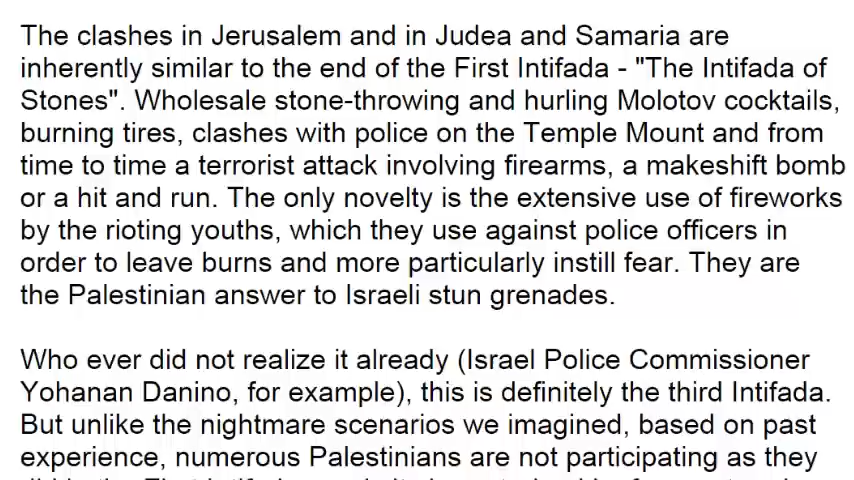 The clashes in Jerusalem and in Judea and Samaria are
inherently similar to the end of the First Intifada - "The Intifada of
Stones". Wholesale stone-throwing and hurling Molotov cocktails,
burning tires, clashes with police on the Temple Mount and from
time to time a terrorist attack involving firearms, a makeshift bomb
or a hit and run. The only novelty is the extensive use of fireworks
by the rioting youths, which they use against police officers in
order to leave burns and more particularly instill fear. They are
the Palestinian answer to Israeli stun grenades.
Who ever did not realize it already (Israel Police Commissioner
Yohanan Danino, for example), this is definitely the third Intifada.
But unlike the nightmare scenarios we imagined, based on past
experience, numerous Palestinians are not participating as they